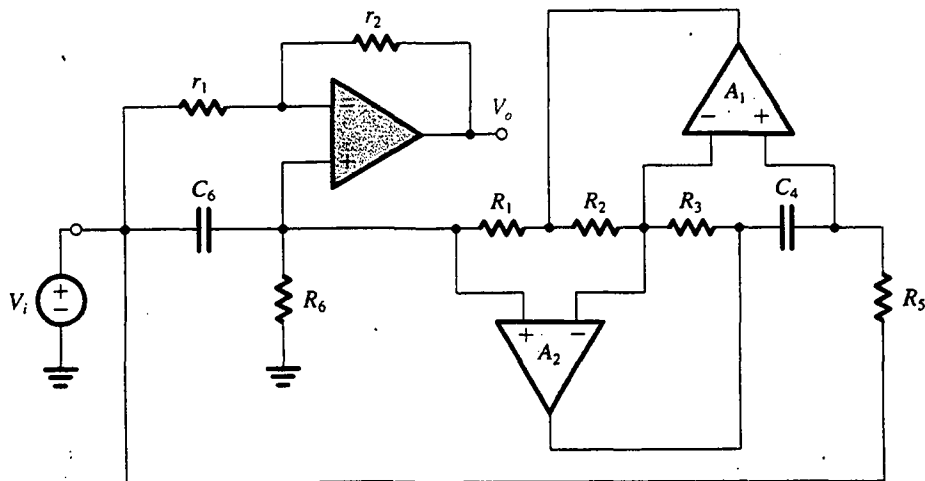 r₂
r₁
Vₒ
A₁
− +
−
+
C₆
R₁
R₂
R₃
C₄
Vᵢ
+
−
R₆
+ −
A₂
R₅